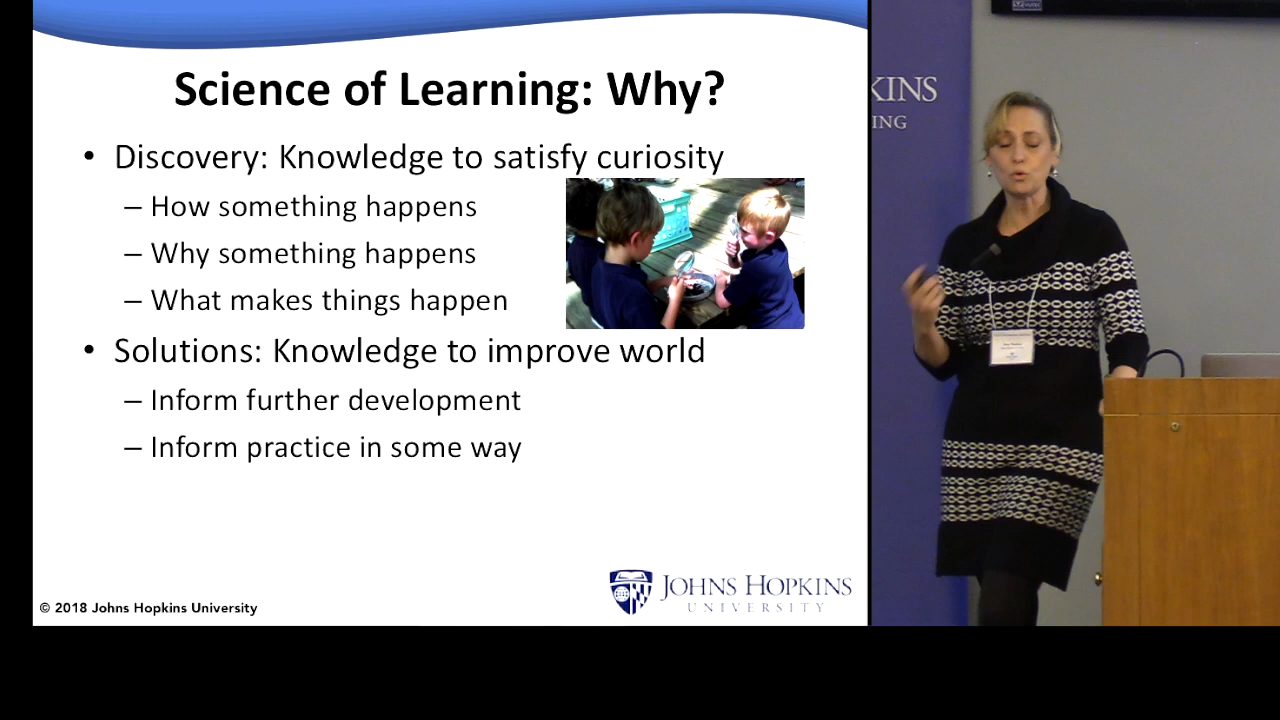 Science of Learning: Why?
• Discovery: Knowledge to satisfy curiosity
– How something happens
– Why something happens
– What makes things happen
• Solutions: Knowledge to improve world
– Inform further development
– Inform practice in some way
© 2018 Johns Hopkins University
JOHNS HOPKINS
UNIVERSITY
KINS
ING